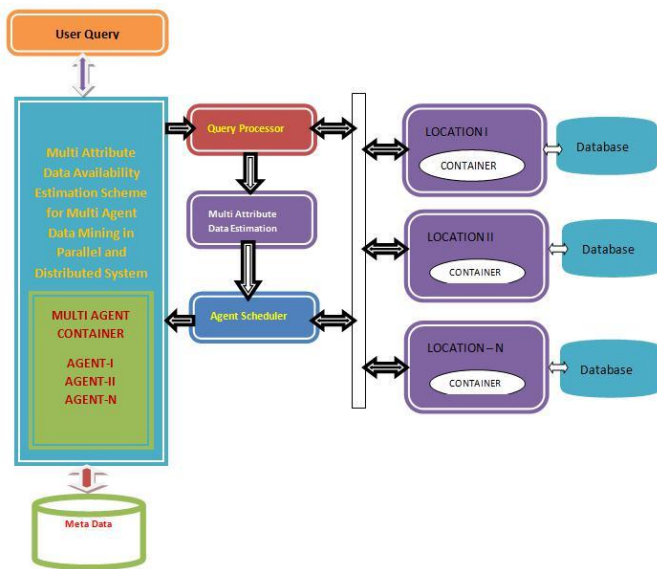 User Query
Multi Attribute
Data Availability
Estimation Scheme
for Multi Agent
Data Mining in
Parallel and
Distributed System
MULTI AGENT
CONTAINER
AGENT-I
AGENT-II
AGENT-N
Meta Data
Query Processor
Multi Attribute
Data Estimation
Agent Scheduler
LOCATION I
CONTAINER
Database
LOCATION II
CONTAINER
Database
LOCATION – N
CONTAINER
Database